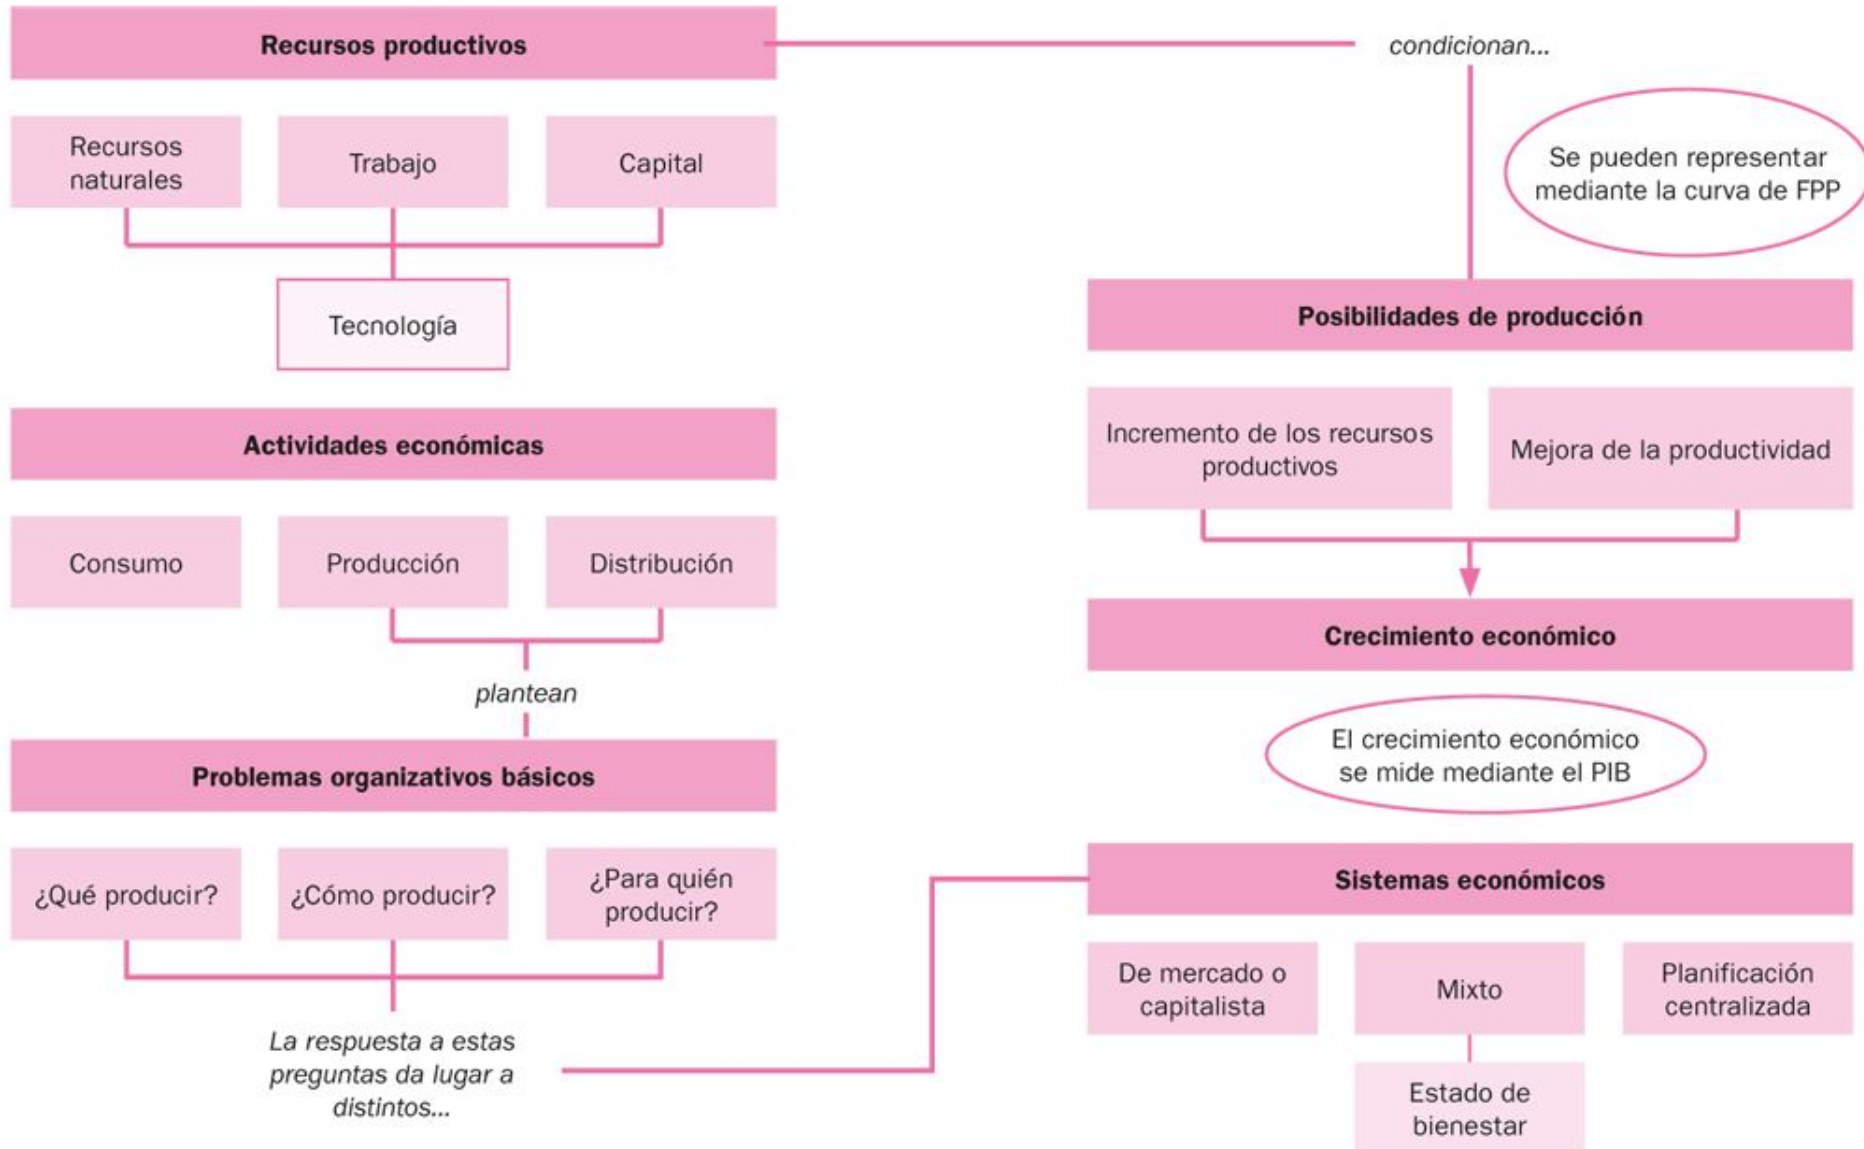 Recursos productivos
condicionan...
Recursos
naturales
Trabajo
Capital
Se pueden representar
mediante la curva de FPP
Tecnología
Posibilidades de producción
Incremento de los recursos
productivos
Mejora de la productividad
Actividades económicas
Consumo
Producción
Distribución
plantean
Crecimiento económico
El crecimiento económico
se mide mediante el PIB
Problemas organizativos básicos
¿Qué producir?
¿Cómo producir?
¿Para quién
producir?
La respuesta a estas
preguntas da lugar a
distintos...
Sistemas económicos
De mercado o
capitalista
Mixto
Planificación
centralizada
Estado de
bienestar